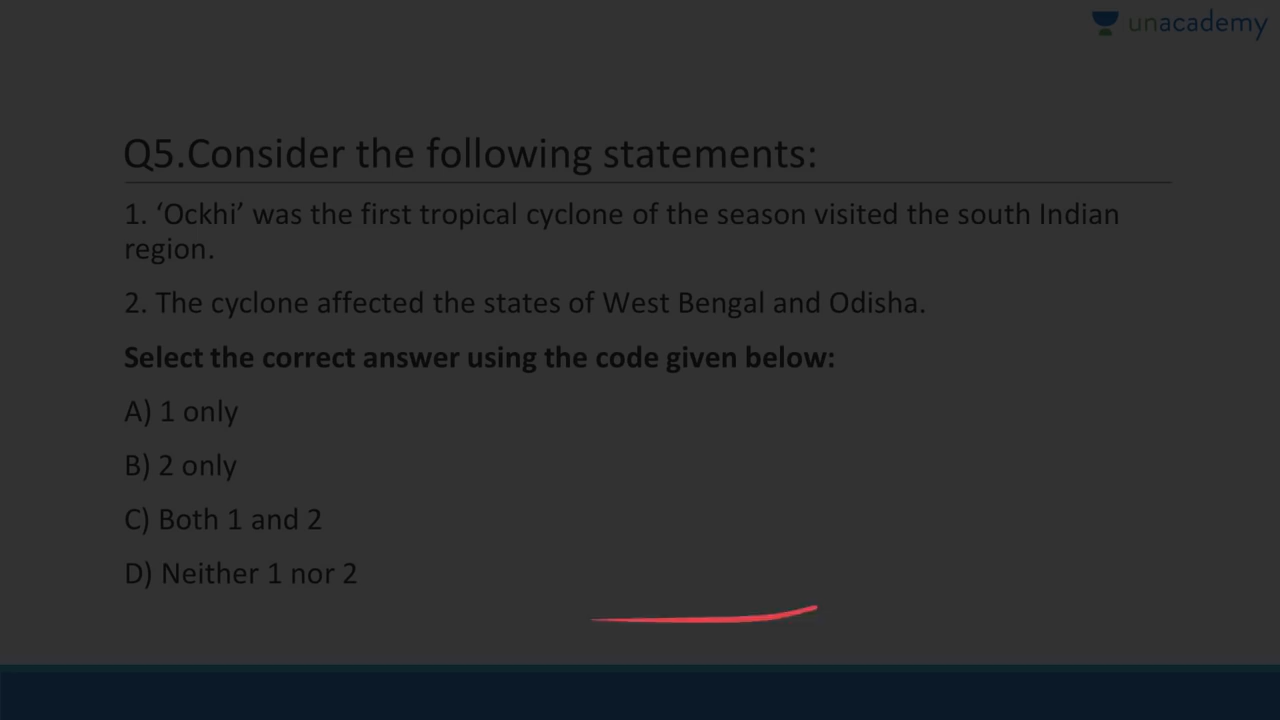 unacademy
Q5.Consider the following statements:
1. ‘Ockhi’ was the first tropical cyclone of the season visited the south Indian
region.
2. The cyclone affected the states of West Bengal and Odisha.
Select the correct answer using the code given below:
A) 1 only
B) 2 only
C) Both 1 and 2
D) Neither 1 nor 2